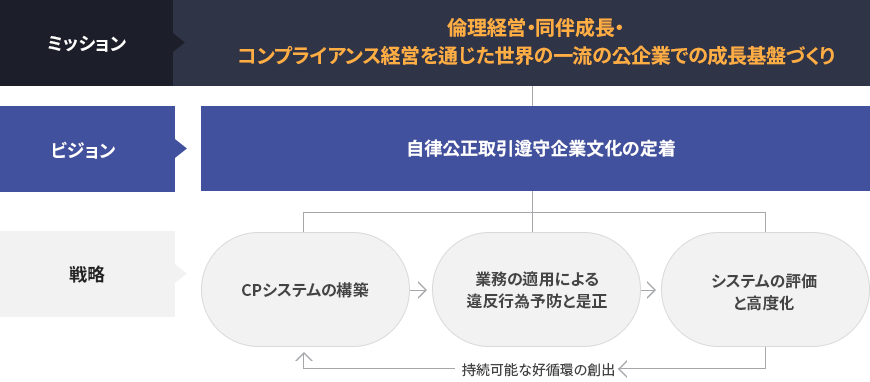 ミッション
倫理経営・同伴成長・
コンプライアンス経営を通じた世界の一流の公企業での成長基盤づくり
ビジョン
自律公正取引遵守企業文化の定着
戦略
CPシステムの構築
業務の適用による
違反行為予防と是正
システムの評価
と高度化
持続可能な好循環の創出